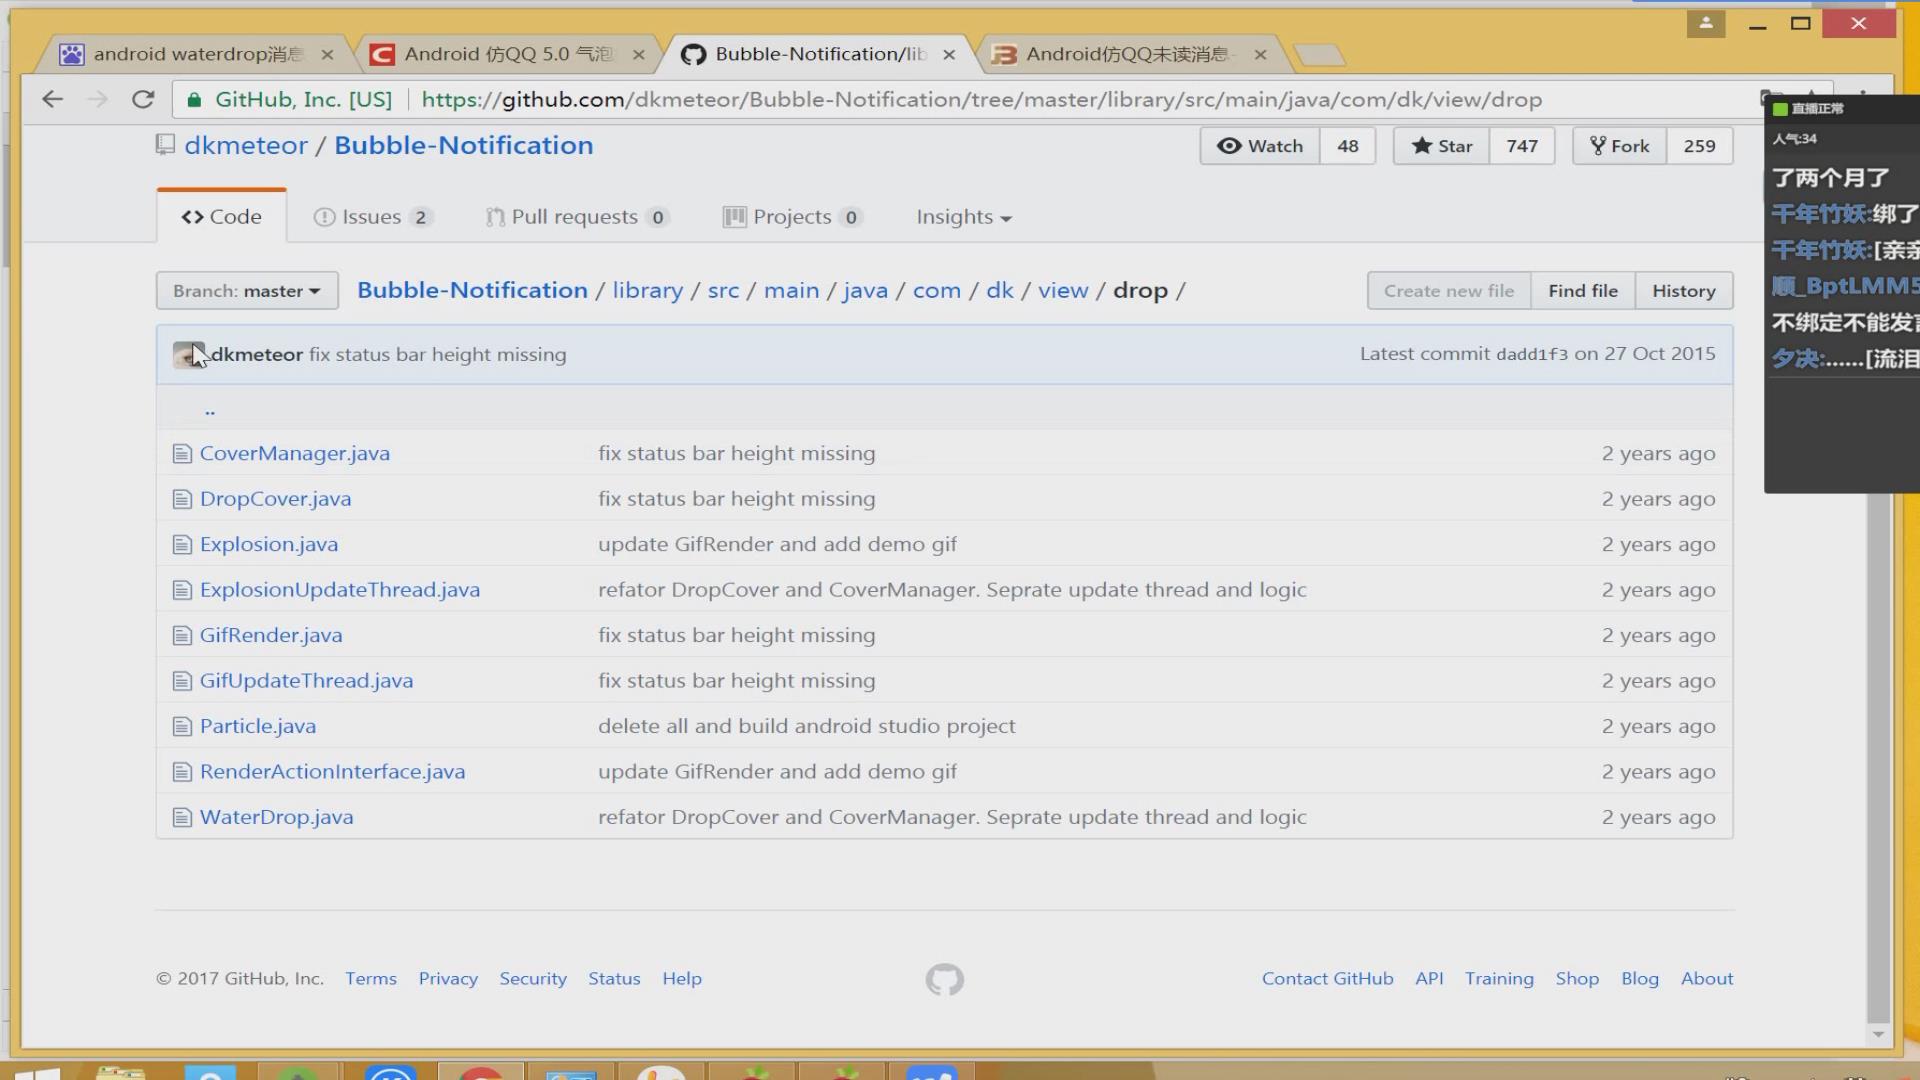 android waterdrop消息
Android 仿QQ 5.0 气泡
Bubble-Notification/lib
Android仿QQ未读消息
GitHub, Inc. [US]
https://github.com/dkmeteor/Bubble-Notification/tree/master/library/src/main/java/com/dk/view/drop
直播正常
人气:34
了两个月了
千年竹妖:绑了
千年竹妖:[亲亲
顺_BptLMM5
不绑定不能发言
夕决:......[流泪
dkmeteor / Bubble-Notification
Watch 48 Star 747 Fork 259
Code Issues 2 Pull requests 0 Projects 0 Insights
Branch: master Bubble-Notification / library / src / main / java / com / dk / view / drop / Create new file Find file History
dkmeteor fix status bar height missing Latest commit dadd1f3 on 27 Oct 2015
..
CoverManager.java fix status bar height missing 2 years ago
DropCover.java fix status bar height missing 2 years ago
Explosion.java update GifRender and add demo gif 2 years ago
ExplosionUpdateThread.java refator DropCover and CoverManager. Seprate update thread and logic 2 years ago
GifRender.java fix status bar height missing 2 years ago
GifUpdateThread.java fix status bar height missing 2 years ago
Particle.java delete all and build android studio project 2 years ago
RenderActionInterface.java update GifRender and add demo gif 2 years ago
WaterDrop.java refator DropCover and CoverManager. Seprate update thread and logic 2 years ago
© 2017 GitHub, Inc. Terms Privacy Security Status Help Contact GitHub API Training Shop Blog About